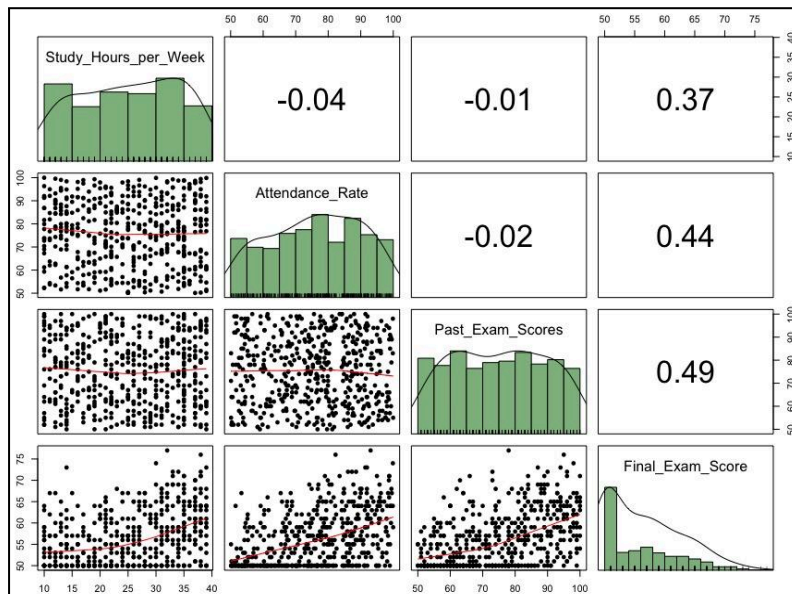 50 60 70 80 90 100
50 55 60 65 70 75
Study_Hours_per_Week
-0.04
-0.01
0.37
10 15 20 25 30 35 40
50 60 70 80 90 100
Attendance_Rate
-0.02
0.44
Past_Exam_Scores
0.49
50 60 70 80 90 100
50 55 60 65 70 75
Final_Exam_Score
10 15 20 25 30 35 40
50 60 70 80 90 100